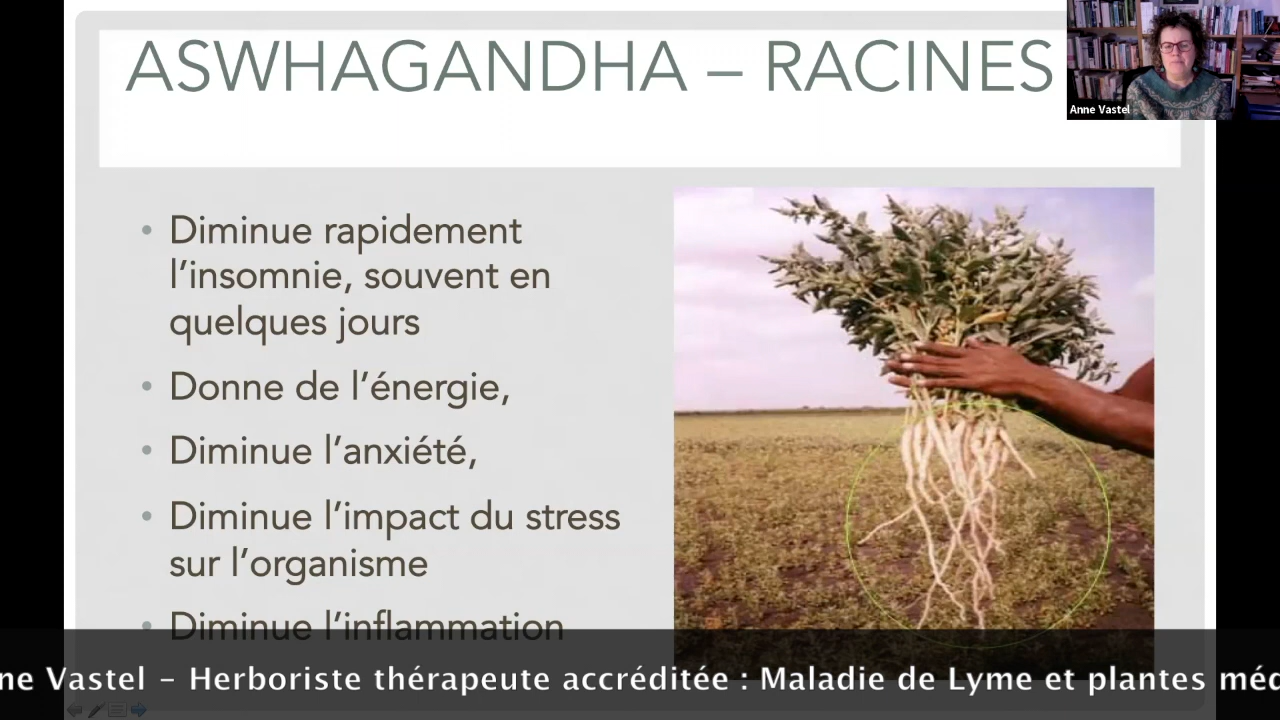 ASWHAGANDHA – RACINES
Anne Vastel
• Diminue rapidement
l'insomnie, souvent en
quelques jours
• Donne de l'énergie,
• Diminue l'anxiété,
• Diminue l'impact du stress
sur l'organisme
• Diminue l'inflammation
ne Vastel – Herboriste thérapeute accréditée : Maladie de Lyme et plantes méd